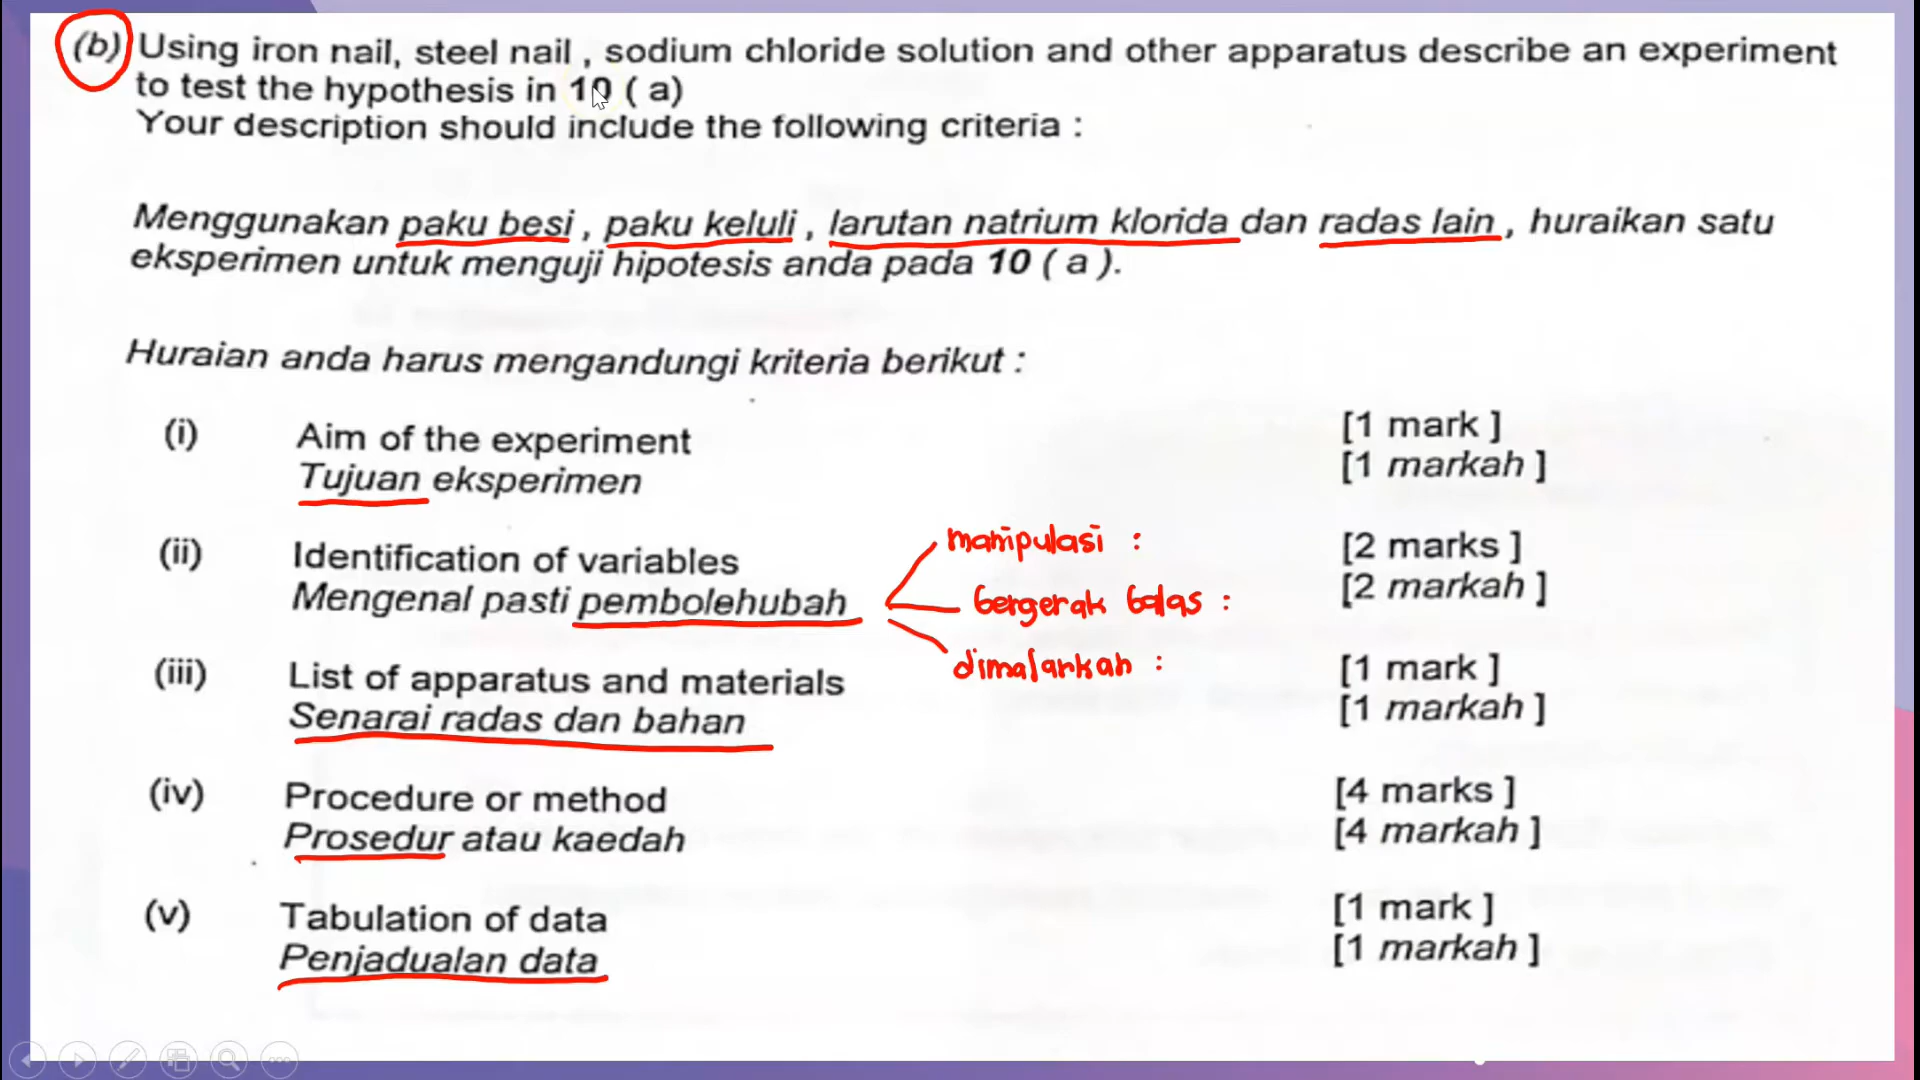 (b) Using iron nail, steel nail , sodium chloride solution and other apparatus describe an experiment
to test the hypothesis in 10 ( a)
Your description should include the following criteria :
Menggunakan paku besi , paku keluli , larutan natrium klorida dan radas lain , huraikan satu
eksperimen untuk menguji hipotesis anda pada 10 ( a ).
Huraian anda harus mengandungi kriteria berikut :
(i) Aim of the experiment [1 mark ]
Tujuan eksperimen [1 markah ]
(ii) Identification of variables [2 marks ]
Mengenal pasti pembolehubah [2 markah ]
manipulasi :
bergerak balas :
dimalarkan :
(iii) List of apparatus and materials [1 mark ]
Senarai radas dan bahan [1 markah ]
(iv) Procedure or method [4 marks ]
Prosedur atau kaedah [4 markah ]
(v) Tabulation of data [1 mark ]
Penjadualan data [1 markah ]